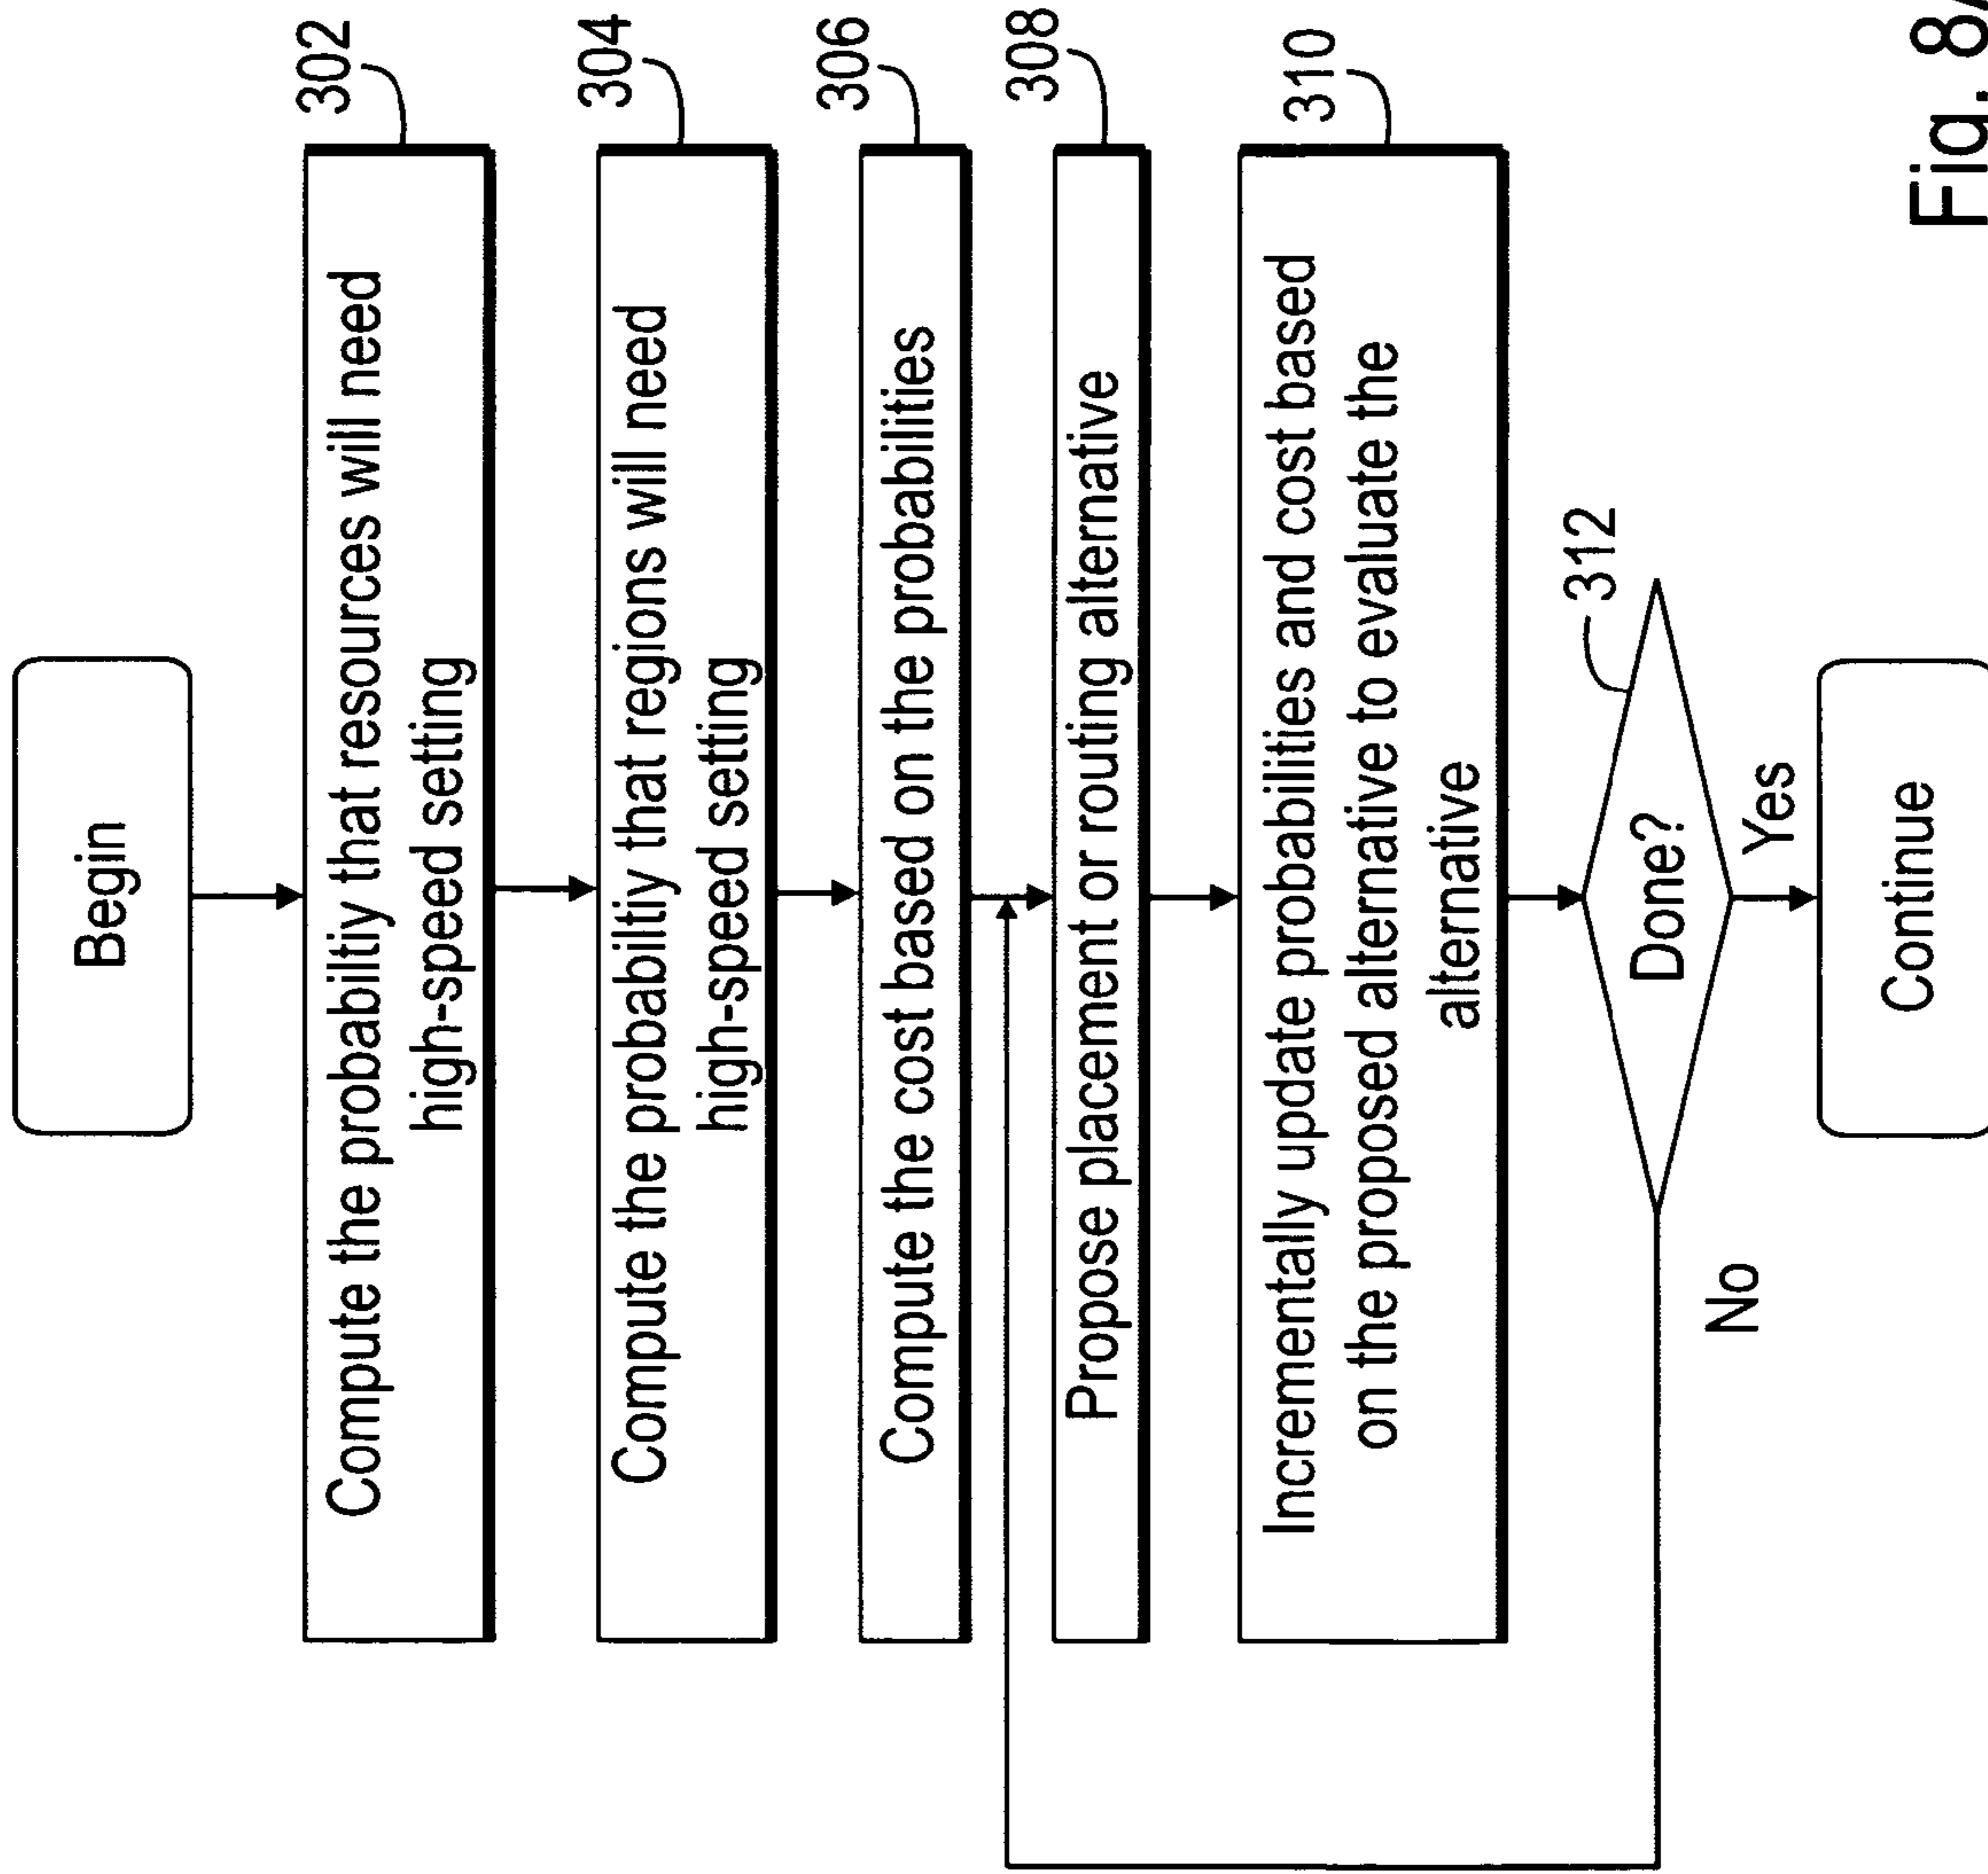 Begin
Compute the probabiltiy that resources will need
high-speed setting
302
Compute the probabiltiy that regions will need
high-speed setting
304
Compute the cost based on the probabilities
306
Propose placement or routing alternative
308
Incrementally update probabilities and cost based
on the proposed alternative to evaluate the
alternative
310
312
Done?
No
Yes
Continue
Fig. 8